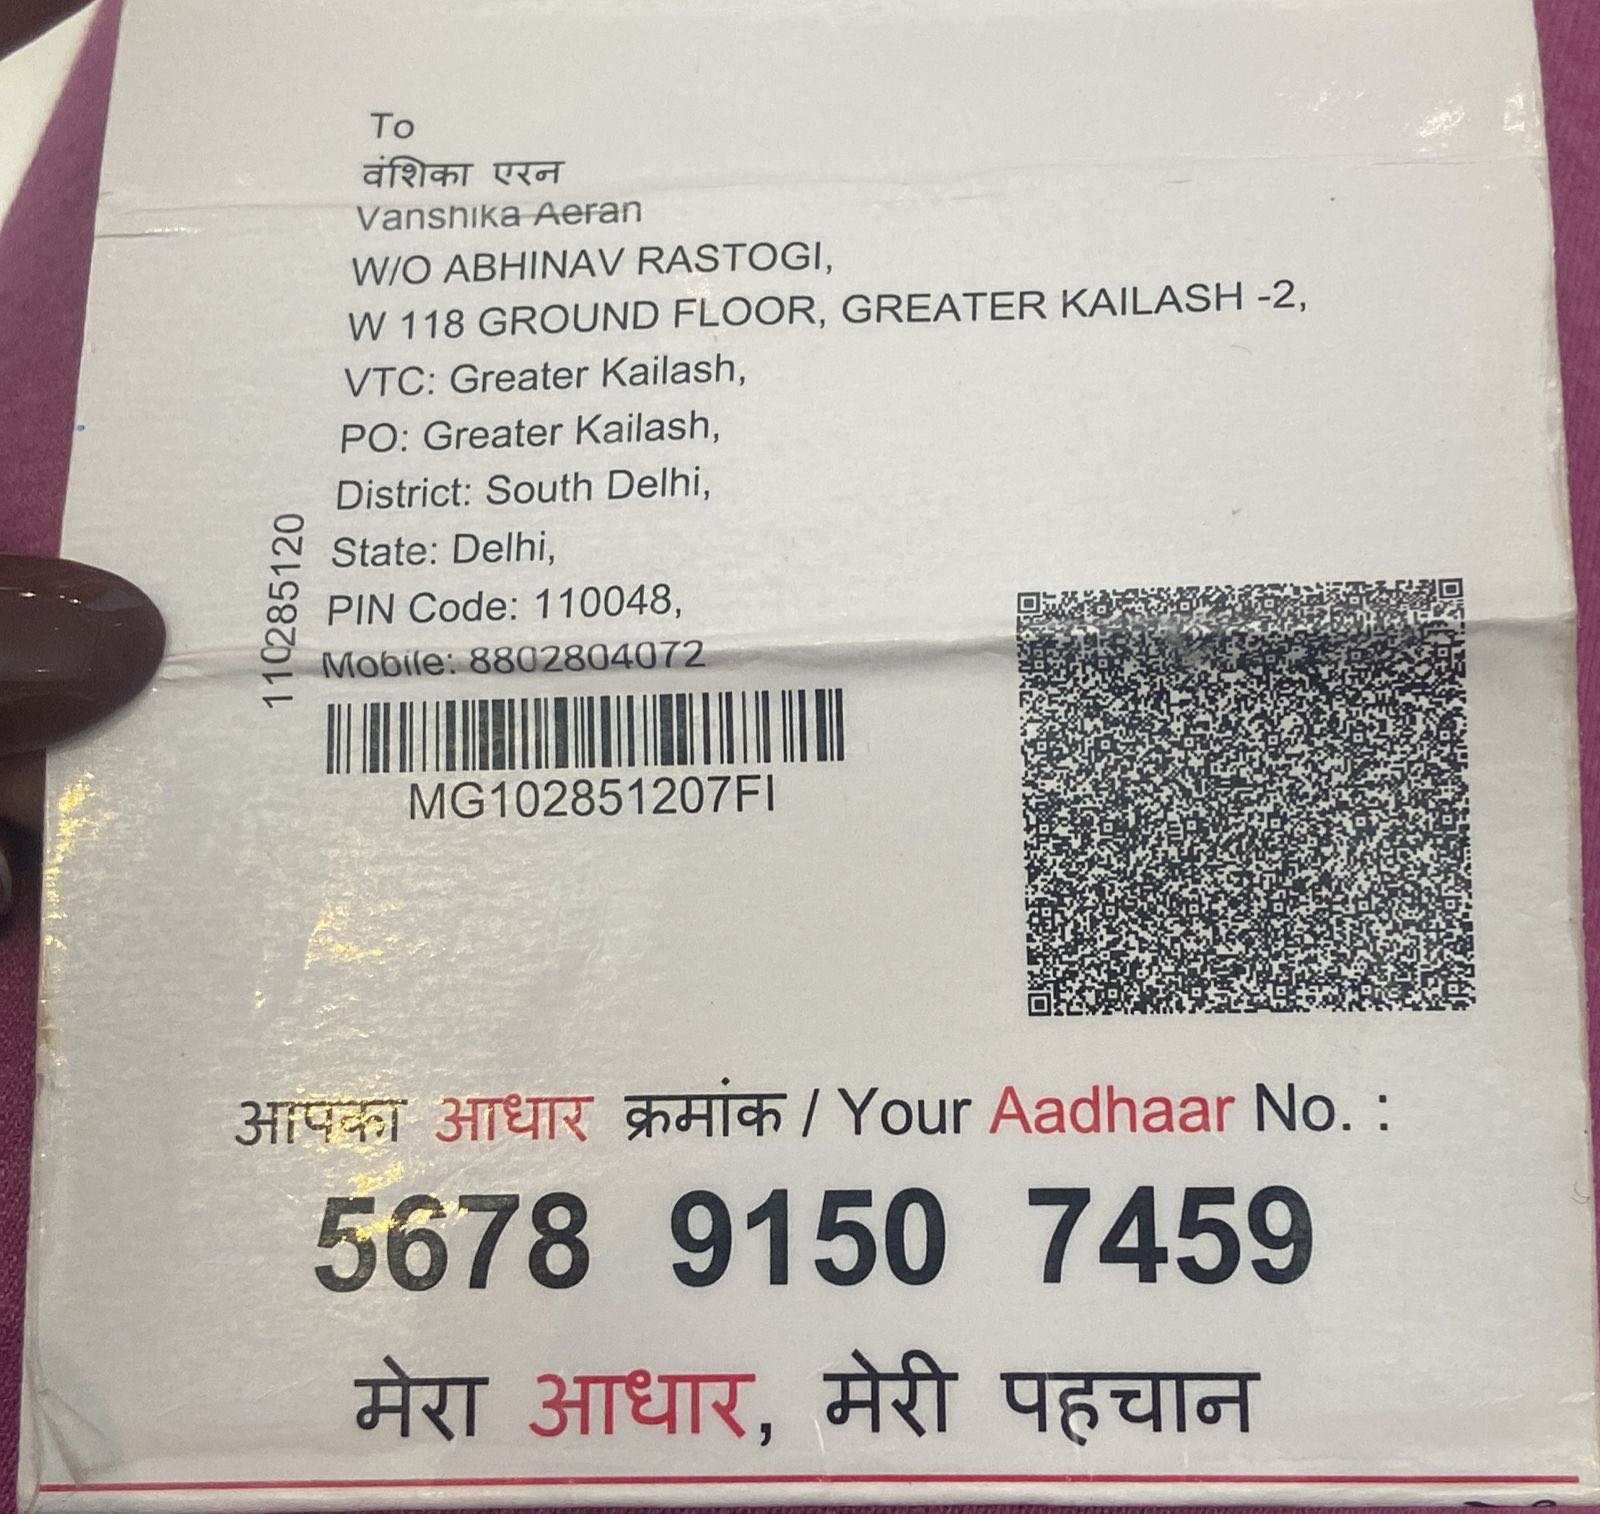 To
वंशिका एरन
Vanshika Aeran
W/O ABHINAV RASTOGI,
W 118 GROUND FLOOR, GREATER KAILASH -2,
VTC: Greater Kailash,
PO: Greater Kailash,
District: South Delhi,
State: Delhi,
PIN Code: 110048,
Mobile: 8802804072
110285120
MG102851207FI
आपका आधार क्रमांक / Your Aadhaar No. :
5678 9150 7459
मेरा आधार, मेरी पहचान